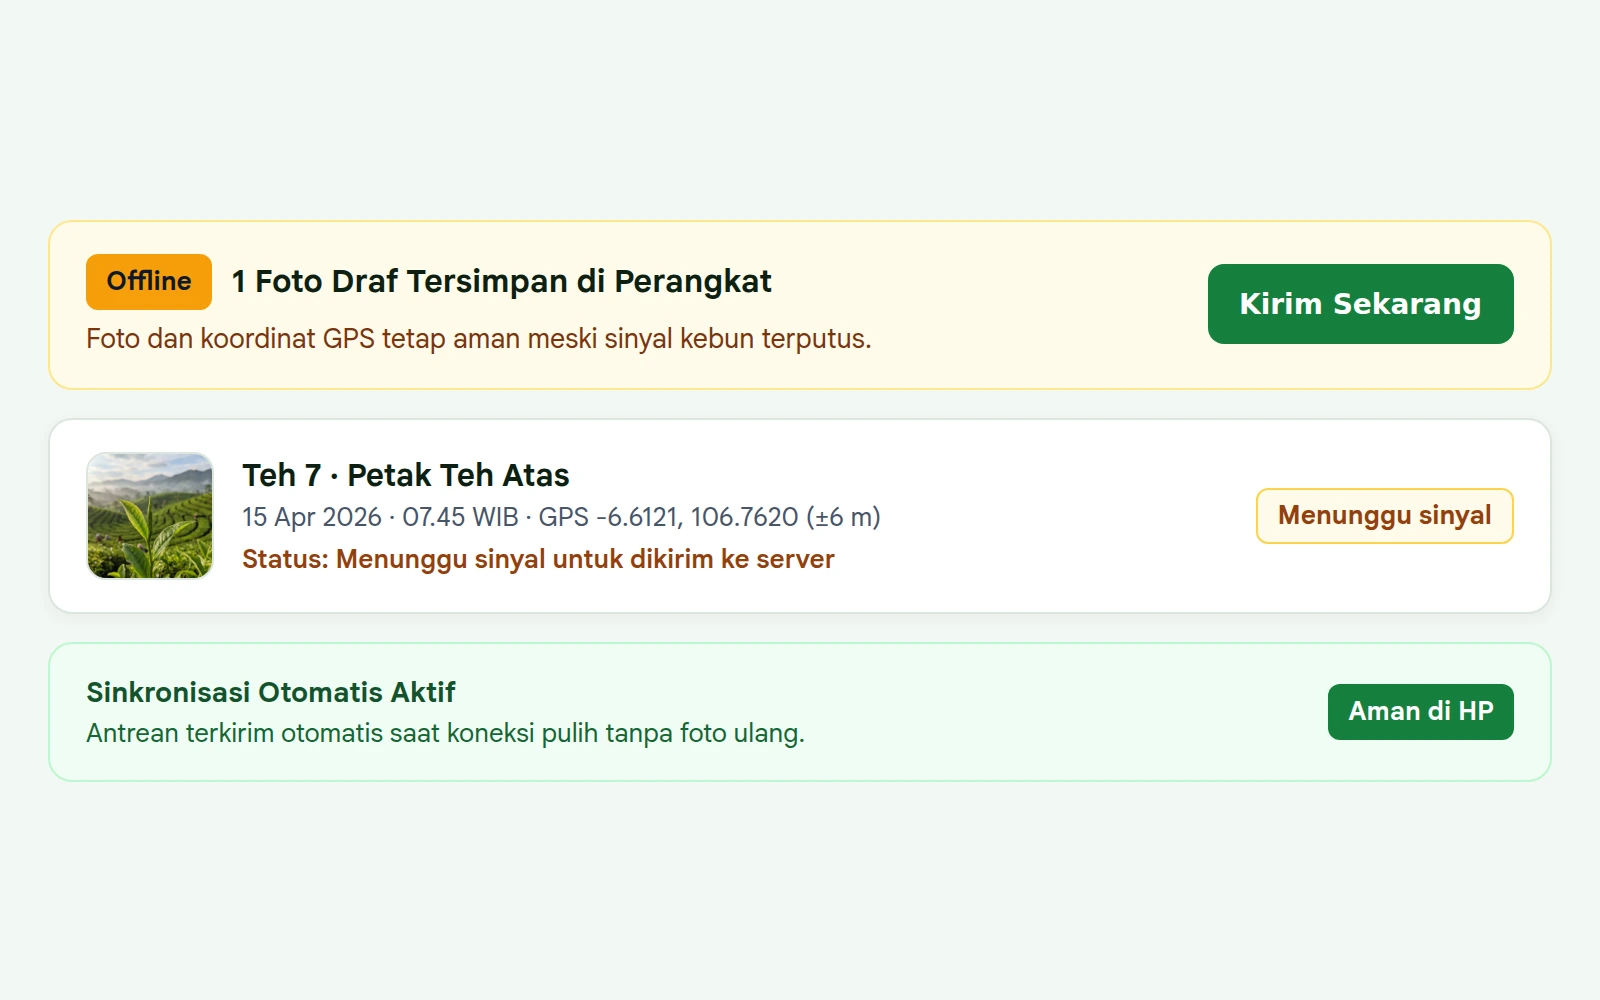 Offline
1 Foto Draf Tersimpan di Perangkat
Foto dan koordinat GPS tetap aman meski sinyal kebun terputus.
Kirim Sekarang
Teh 7 · Petak Teh Atas
15 Apr 2026 · 07.45 WIB · GPS -6.6121, 106.7620 (±6 m)
Status: Menunggu sinyal untuk dikirim ke server
Menunggu sinyal
Sinkronisasi Otomatis Aktif
Antrean terkirim otomatis saat koneksi pulih tanpa foto ulang.
Aman di HP